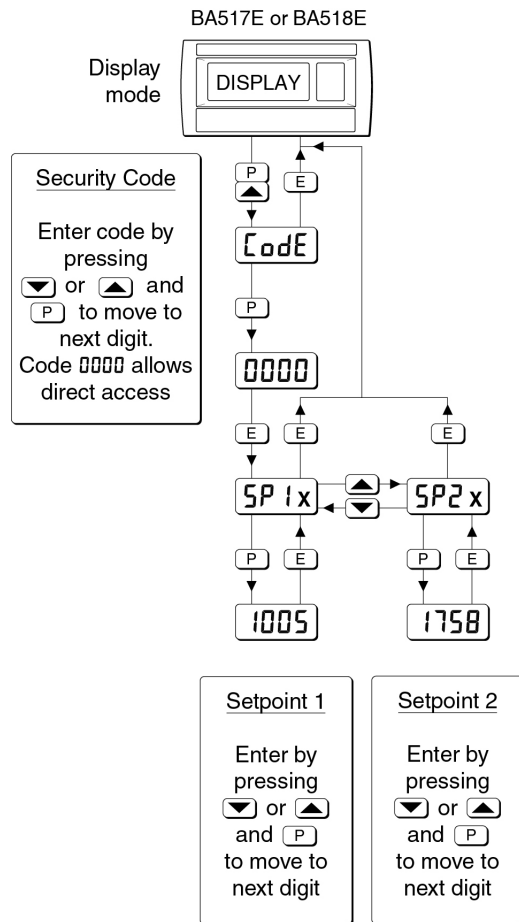 BA517E or BA518E
Display
mode
DISPLAY
P
E
Security Code
Enter code by
pressing
▼ or ▲ and
P to move to
next digit.
Code 0000 allows
direct access
CodE
P
0000
E E E
SP1x SP2x
P E P E
1005 1758
Setpoint 1
Enter by
pressing
▼ or ▲
and P
to move to
next digit
Setpoint 2
Enter by
pressing
▼ or ▲
and P
to move to
next digit